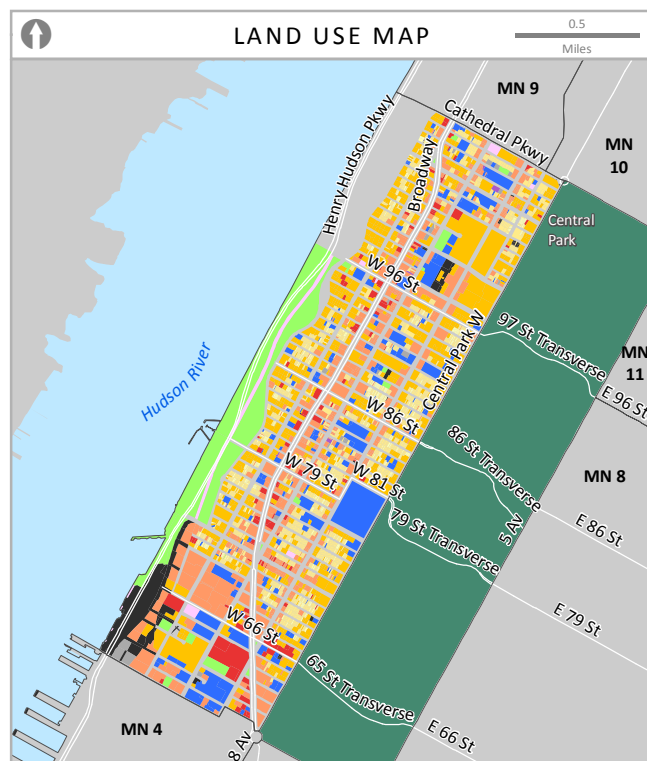 LAND USE MAP
0.5
Miles
MN 9
Cathedral Pkwy
MN
10
Henry Hudson Pkwy
Broadway
Central
Park
W 96 St
Central Park W
97 St Transverse
MN
11
E 96 St
Hudson River
W 86 St
86 St Transverse
MN 8
W 81 St
W 79 St
5 Av
79 St Transverse
E 86 St
E 79 St
W 66 St
65 St Transverse
MN 4
8 Av
E 66 St